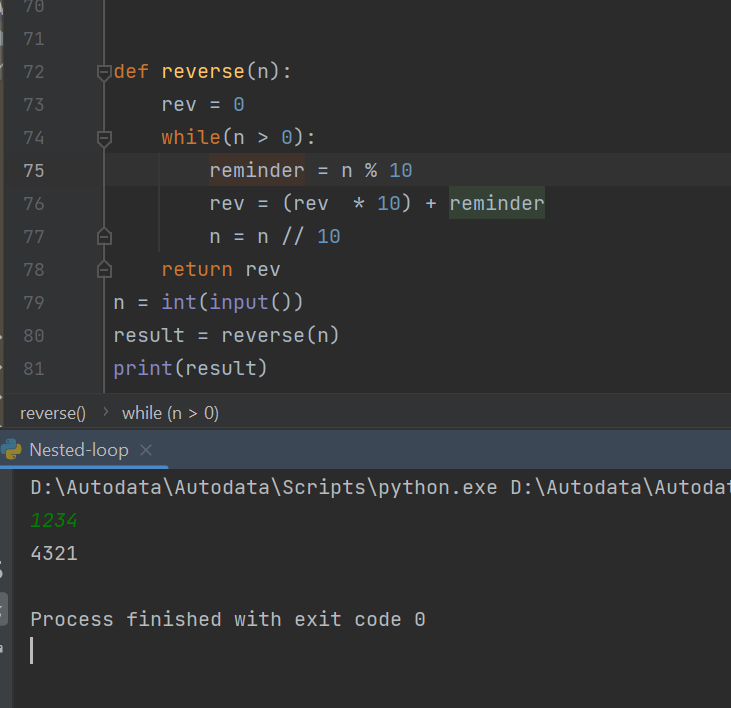 70
71
72 def reverse(n):
73     rev = 0
74     while(n > 0):
75         reminder = n % 10
76         rev = (rev  * 10) + reminder
77         n = n // 10
78     return rev
79 n = int(input())
80 result = reverse(n)
81 print(result)
reverse() › while (n > 0)
Nested-loop ×
D:\Autodata\Autodata\Scripts\python.exe D:\Autodata\Autodat
1234
4321
Process finished with exit code 0